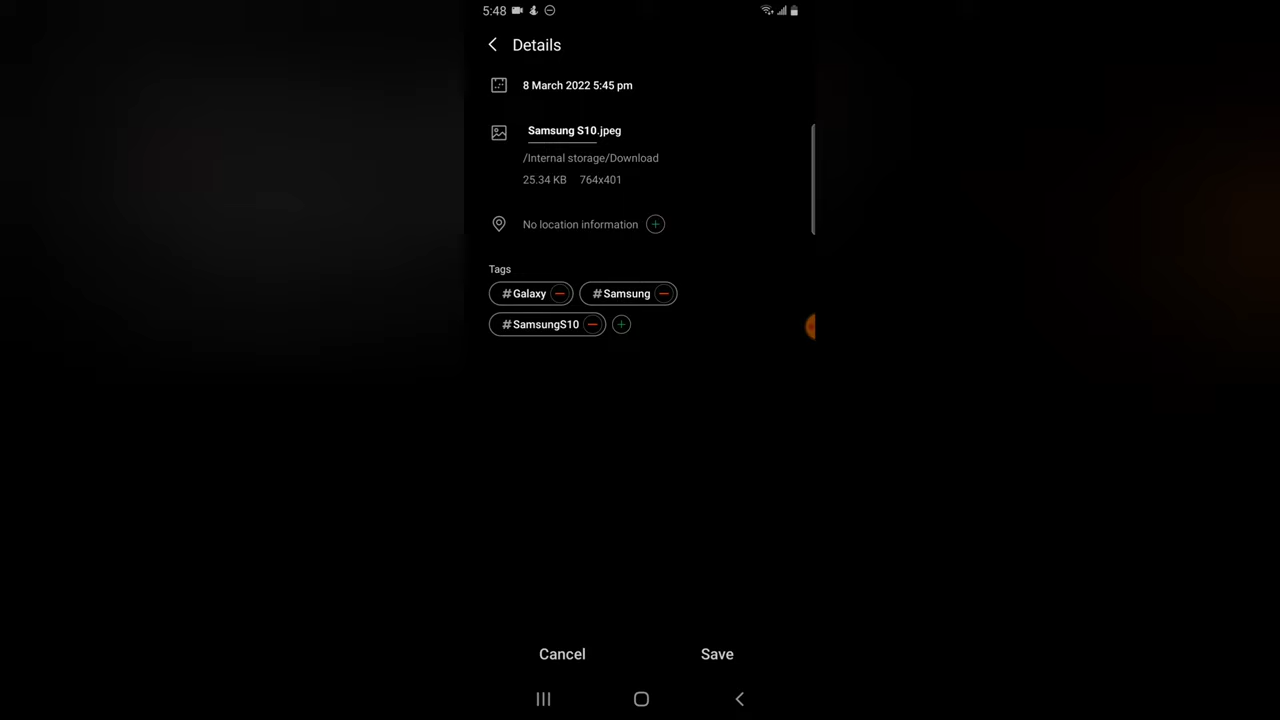 5:48
Details
8 March 2022 5:45 pm
Samsung S10.jpeg
/Internal storage/Download
25.34 KB 764x401
No location information
Tags
#Galaxy #Samsung
#SamsungS10
Cancel Save